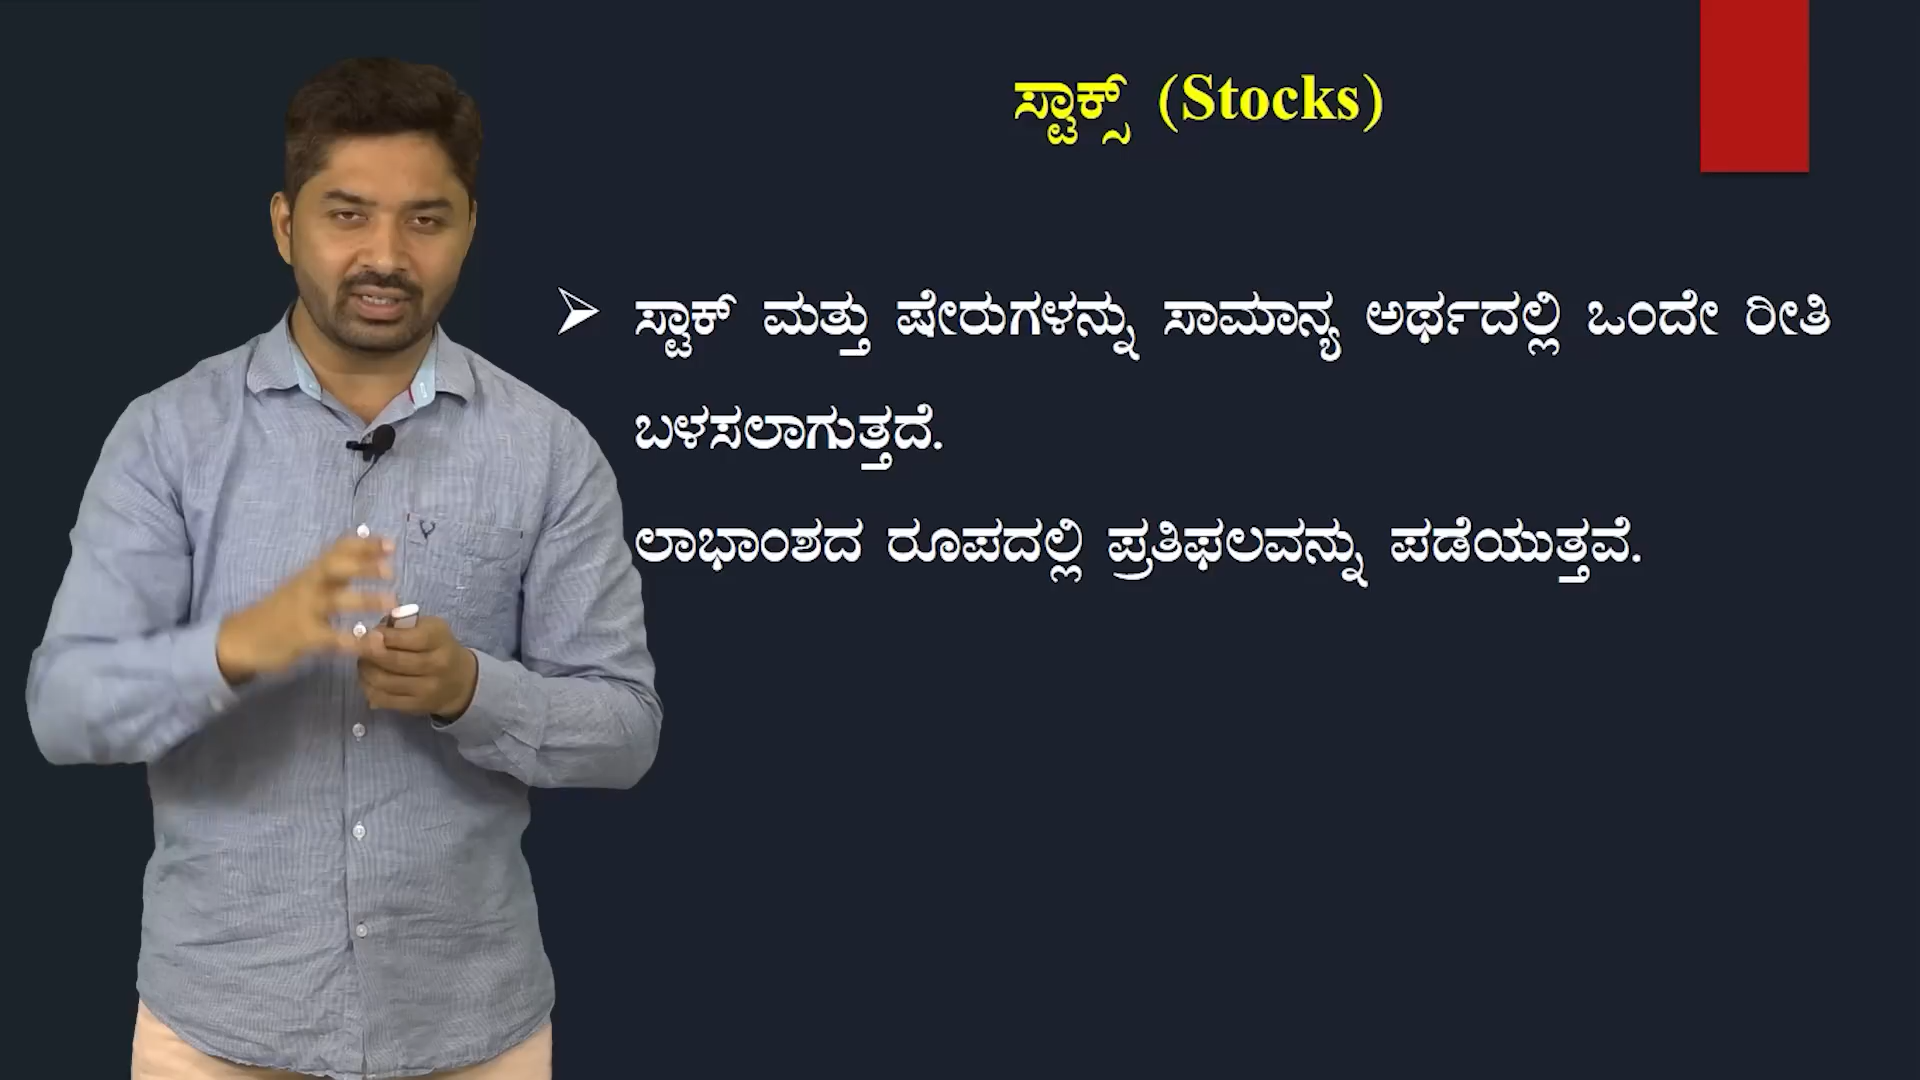 ಸ್ಟಾಕ್ಸ್ (Stocks)
ಸ್ಟಾಕ್ ಮತ್ತು ಷೇರುಗಳನ್ನು ಸಾಮಾನ್ಯ ಅರ್ಥದಲ್ಲಿ ಒಂದೇ ರೀತಿ
ಬಳಸಲಾಗುತ್ತದೆ.
ಲಾಭಾಂಶದ ರೂಪದಲ್ಲಿ ಪ್ರತಿಫಲವನ್ನು ಪಡೆಯುತ್ತವೆ.